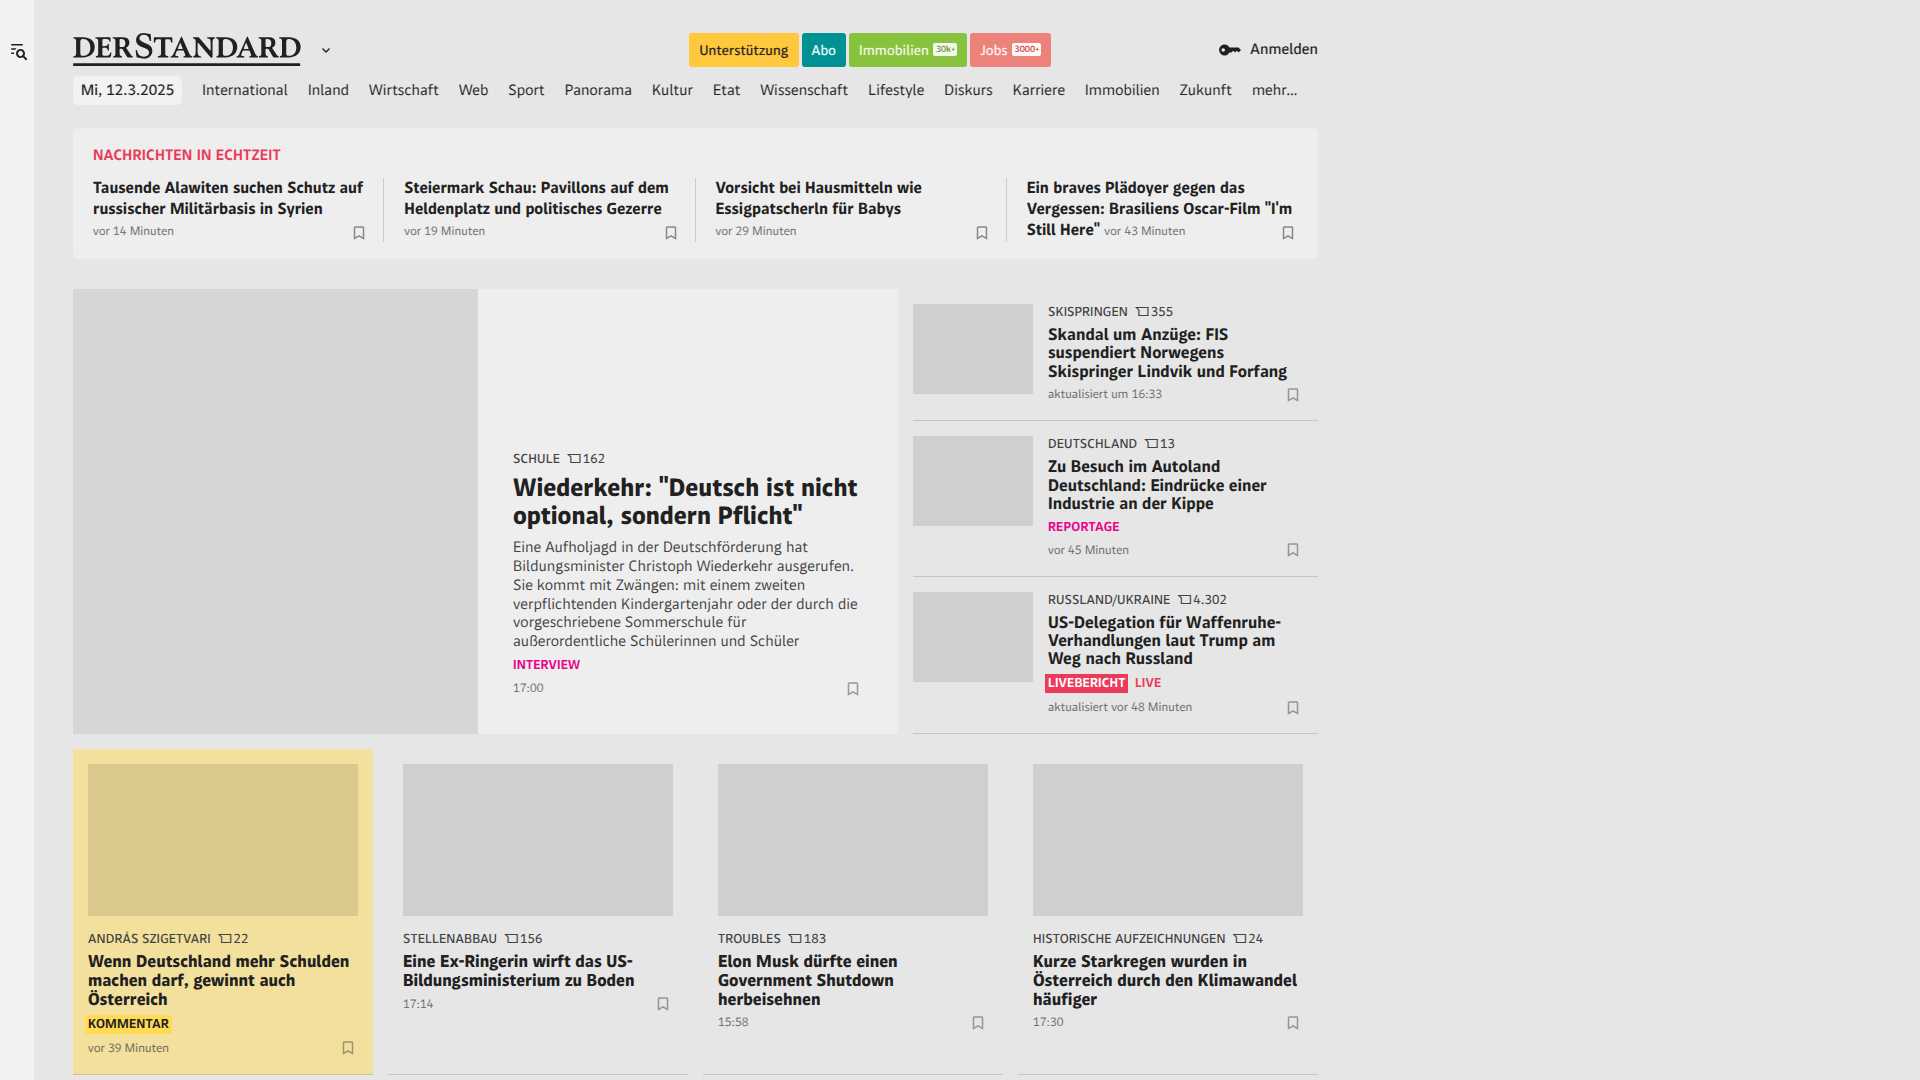 DERSTANDARD
Unterstützung
Abo
Immobilien 30k+
Jobs 3000+
Anmelden
Mi, 12.3.2025
International
Inland
Wirtschaft
Web
Sport
Panorama
Kultur
Etat
Wissenschaft
Lifestyle
Diskurs
Karriere
Immobilien
Zukunft
mehr...
NACHRICHTEN IN ECHTZEIT
Tausende Alawiten suchen Schutz auf
russischer Militärbasis in Syrien
vor 14 Minuten
Steiermark Schau: Pavillons auf dem
Heldenplatz und politisches Gezerre
vor 19 Minuten
Vorsicht bei Hausmitteln wie
Essigpatscherln für Babys
vor 29 Minuten
Ein braves Plädoyer gegen das
Vergessen: Brasiliens Oscar-Film "I'm
Still Here" vor 43 Minuten
SCHULE 162
Wiederkehr: "Deutsch ist nicht
optional, sondern Pflicht"
Eine Aufholjagd in der Deutschförderung hat
Bildungsminister Christoph Wiederkehr ausgerufen.
Sie kommt mit Zwängen: mit einem zweiten
verpflichtenden Kindergartenjahr oder der durch die
vorgeschriebene Sommerschule für
außerordentliche Schülerinnen und Schüler
INTERVIEW
17:00
SKISPRINGEN 355
Skandal um Anzüge: FIS
suspendiert Norwegens
Skispringer Lindvik und Forfang
aktualisiert um 16:33
DEUTSCHLAND 13
Zu Besuch im Autoland
Deutschland: Eindrücke einer
Industrie an der Kippe
REPORTAGE
vor 45 Minuten
RUSSLAND/UKRAINE 4.302
US-Delegation für Waffenruhe-
Verhandlungen laut Trump am
Weg nach Russland
LIVEBERICHT LIVE
aktualisiert vor 48 Minuten
ANDRÁS SZIGETVARI 22
Wenn Deutschland mehr Schulden
machen darf, gewinnt auch
Österreich
KOMMENTAR
vor 39 Minuten
STELLENABBAU 156
Eine Ex-Ringerin wirft das US-
Bildungsministerium zu Boden
17:14
TROUBLES 183
Elon Musk dürfte einen
Government Shutdown
herbeisehnen
15:58
HISTORISCHE AUFZEICHNUNGEN 24
Kurze Starkregen wurden in
Österreich durch den Klimawandel
häufiger
17:30